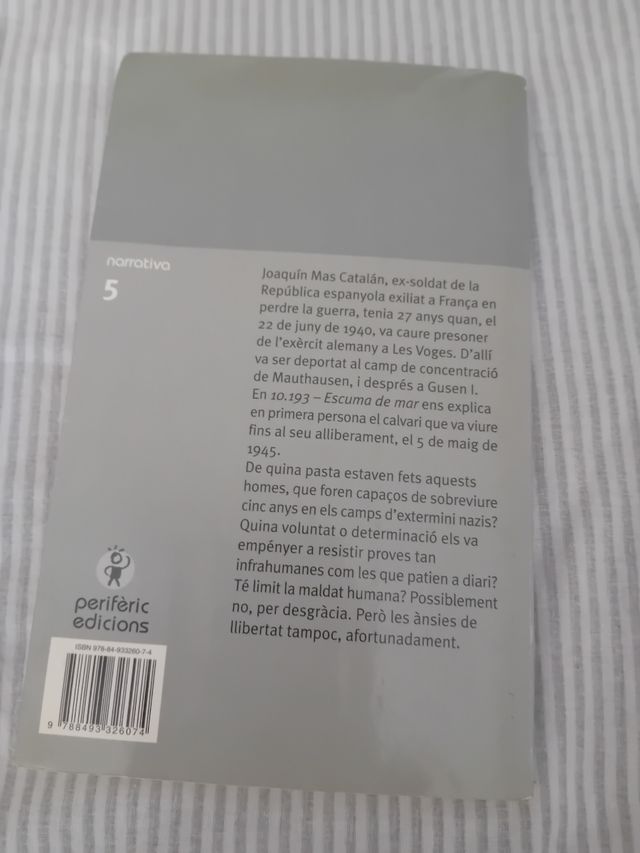 narrativa
5
Joaquín Mas Catalán, ex-soldat de la
República espanyola exiliat a França en
perdre la guerra, tenia 27 anys quan, el
22 de juny de 1940, va caure presoner
de l'exèrcit alemany a Les Voges. D'allí
va ser deportat al camp de concentració
de Mauthausen, i després a Gusen I.
En 10.193 – Escuma de mar ens explica
en primera persona el calvari que va viure
fins al seu alliberament, el 5 de maig de
1945.
De quina pasta estaven fets aquests
homes, que foren capaços de sobreviure
cinc anys en els camps d'extermini nazis?
Quina voluntat o determinació els va
empényer a resistir proves tan
infrahumanes com les que patien a diari?
Té límit la maldat humana? Possiblement
no, per desgràcia. Però les ànsies de
llibertat tampoc, afortunadament.
perifèric
edicions
ISBN 978-84-933260-7-4
9 788493 326074